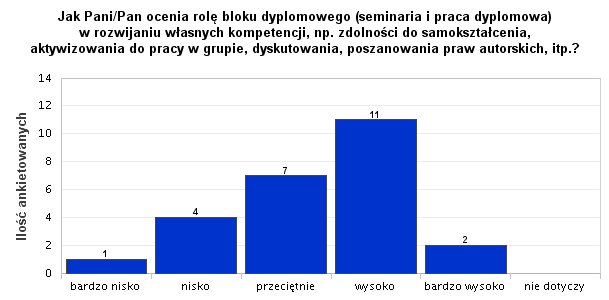 Jak Pani/Pan ocenia rolę bloku dyplomowego (seminaria i praca dyplomowa)
w rozwijaniu własnych kompetencji, np. zdolności do samokształcenia,
aktywizowania do pracy w grupie, dyskutowania, poszanowania praw autorskich, itp.?
Ilość ankietowanych
14
12
10
8
6
4
2
0
1
4
7
11
2
bardzo nisko
nisko
przeciętnie
wysoko
bardzo wysoko
nie dotyczy